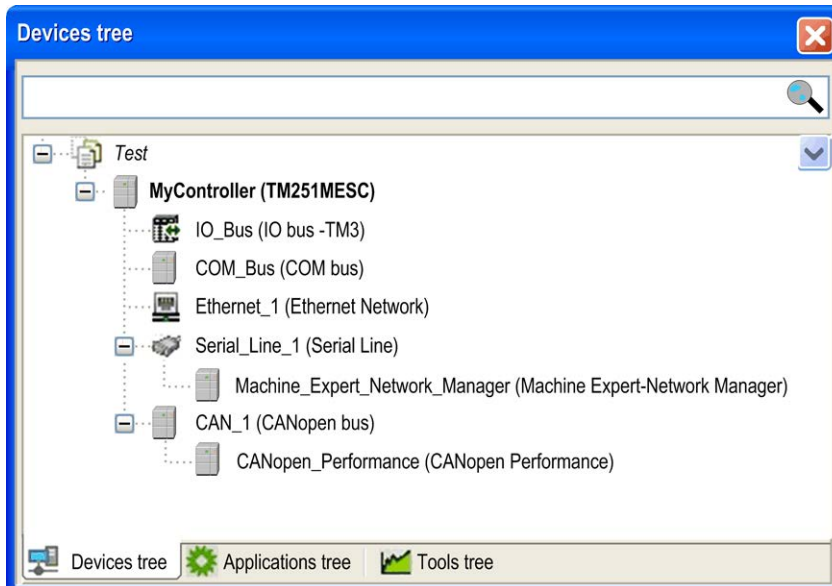 Devices tree
Test
MyController (TM251MESC)
IO_Bus (IO bus -TM3)
COM_Bus (COM bus)
Ethernet_1 (Ethernet Network)
Serial_Line_1 (Serial Line)
Machine_Expert_Network_Manager (Machine Expert-Network Manager)
CAN_1 (CANopen bus)
CANopen_Performance (CANopen Performance)
Devices tree Applications tree Tools tree